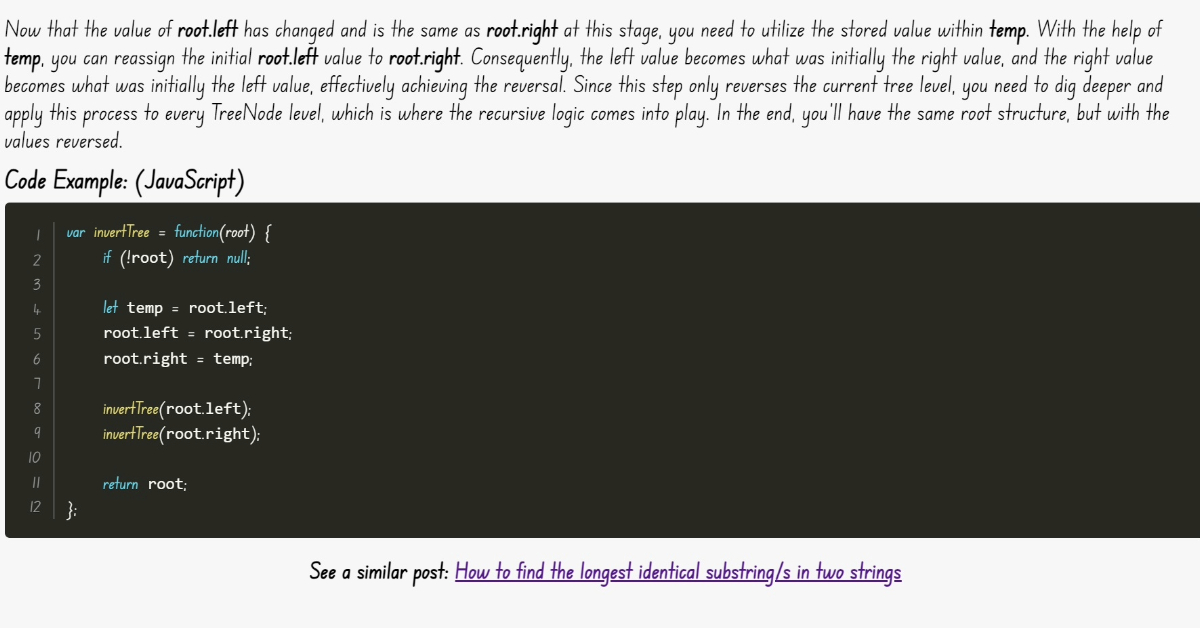 Now that the value of root.left has changed and is the same as root.right at this stage, you need to utilize the stored value within temp. With the help of
temp, you can reassign the initial root.left value to root.right. Consequently, the left value becomes what was initially the right value, and the right value
becomes what was initially the left value, effectively achieving the reversal. Since this step only reverses the current tree level, you need to dig deeper and
apply this process to every TreeNode level, which is where the recursive logic comes into play. In the end, you'll have the same root structure, but with the
values reversed.
Code Example: (JavaScript)
1 var invertTree = function(root) {
2 if (!root) return null;
3
4 let temp = root.left;
5 root.left = root.right;
6 root.right = temp;
7
8 invertTree(root.left);
9 invertTree(root.right);
10
11 return root;
12 };
See a similar post: How to find the longest identical substring/s in two strings